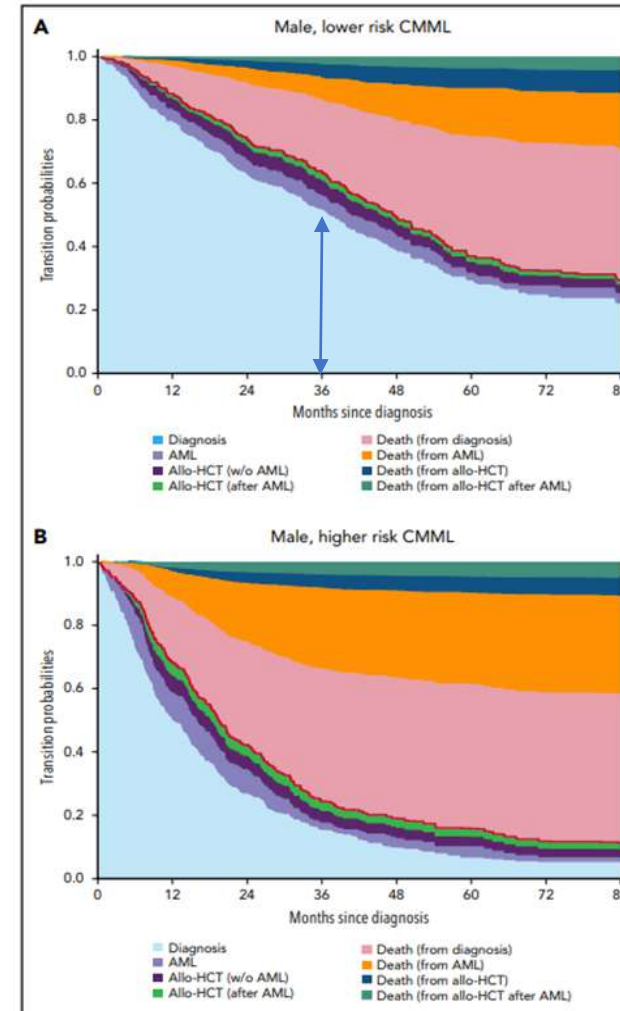 A
Male, lower risk CMML
1.0
0.8
0.6
0.4
0.2
0.0
Transition probabilities
0 12 24 36 48 60 72 8
Months since diagnosis
Diagnosis
AML
Allo-HCT (w/o AML)
Allo-HCT (after AML)
Death (from diagnosis)
Death (from AML)
Death (from allo-HCT)
Death (from allo-HCT after AML)
B
Male, higher risk CMML
1.0
0.8
0.6
0.4
0.2
0.0
Transition probabilities
0 12 24 36 48 60 72 8
Months since diagnosis
Diagnosis
AML
Allo-HCT (w/o AML)
Allo-HCT (after AML)
Death (from diagnosis)
Death (from AML)
Death (from allo-HCT)
Death (from allo-HCT after AML)